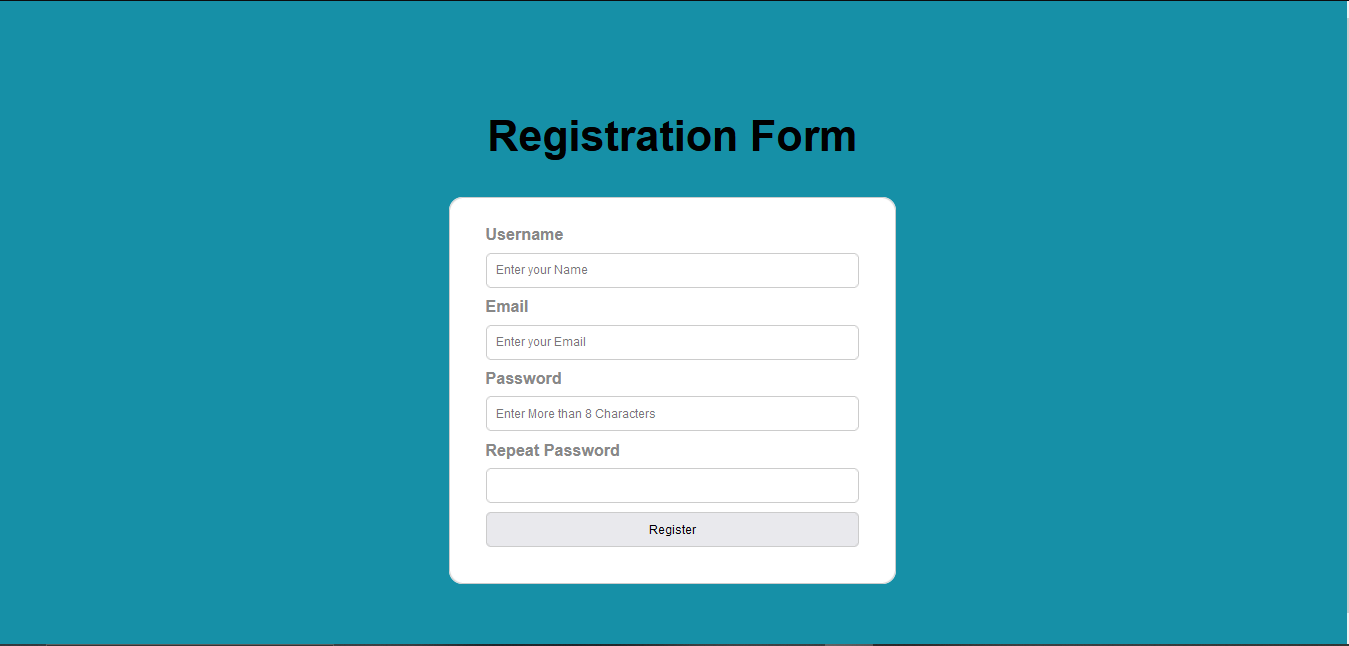 Registration Form
Username
Enter your Name
Email
Enter your Email
Password
Enter More than 8 Characters
Repeat Password
Register